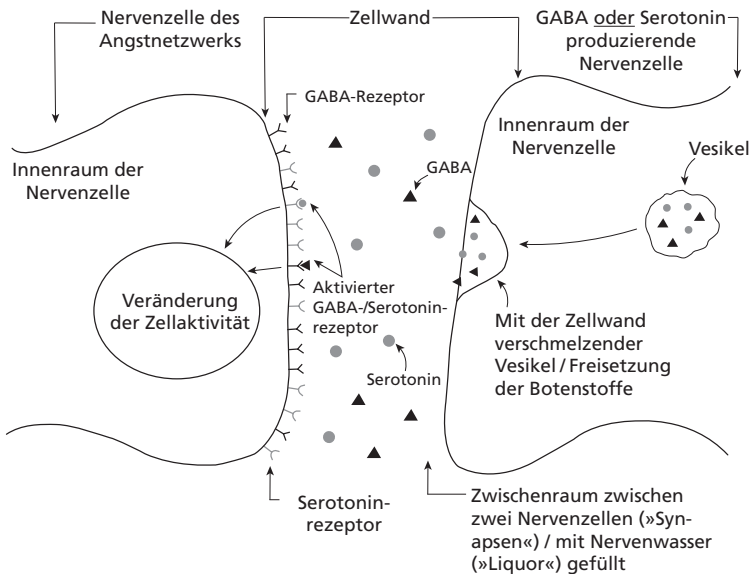 Nervenzelle des
Angstnetzwerks
Zellwand
GABA oder Serotonin
produzierende
Nervenzelle
GABA-Rezeptor
Innenraum der
Nervenzelle
Innenraum der
Nervenzelle
Vesikel
GABA
Veränderung
der Zellaktivität
Aktivierter
GABA-/Serotonin-
rezeptor
Serotonin
Mit der Zellwand
verschmelzender
Vesikel / Freisetzung
der Botenstoffe
Serotonin-
rezeptor
Zwischenraum zwischen
zwei Nervenzellen (»Syn-
apsen«) / mit Nervenwasser
(»Liquor«) gefüllt